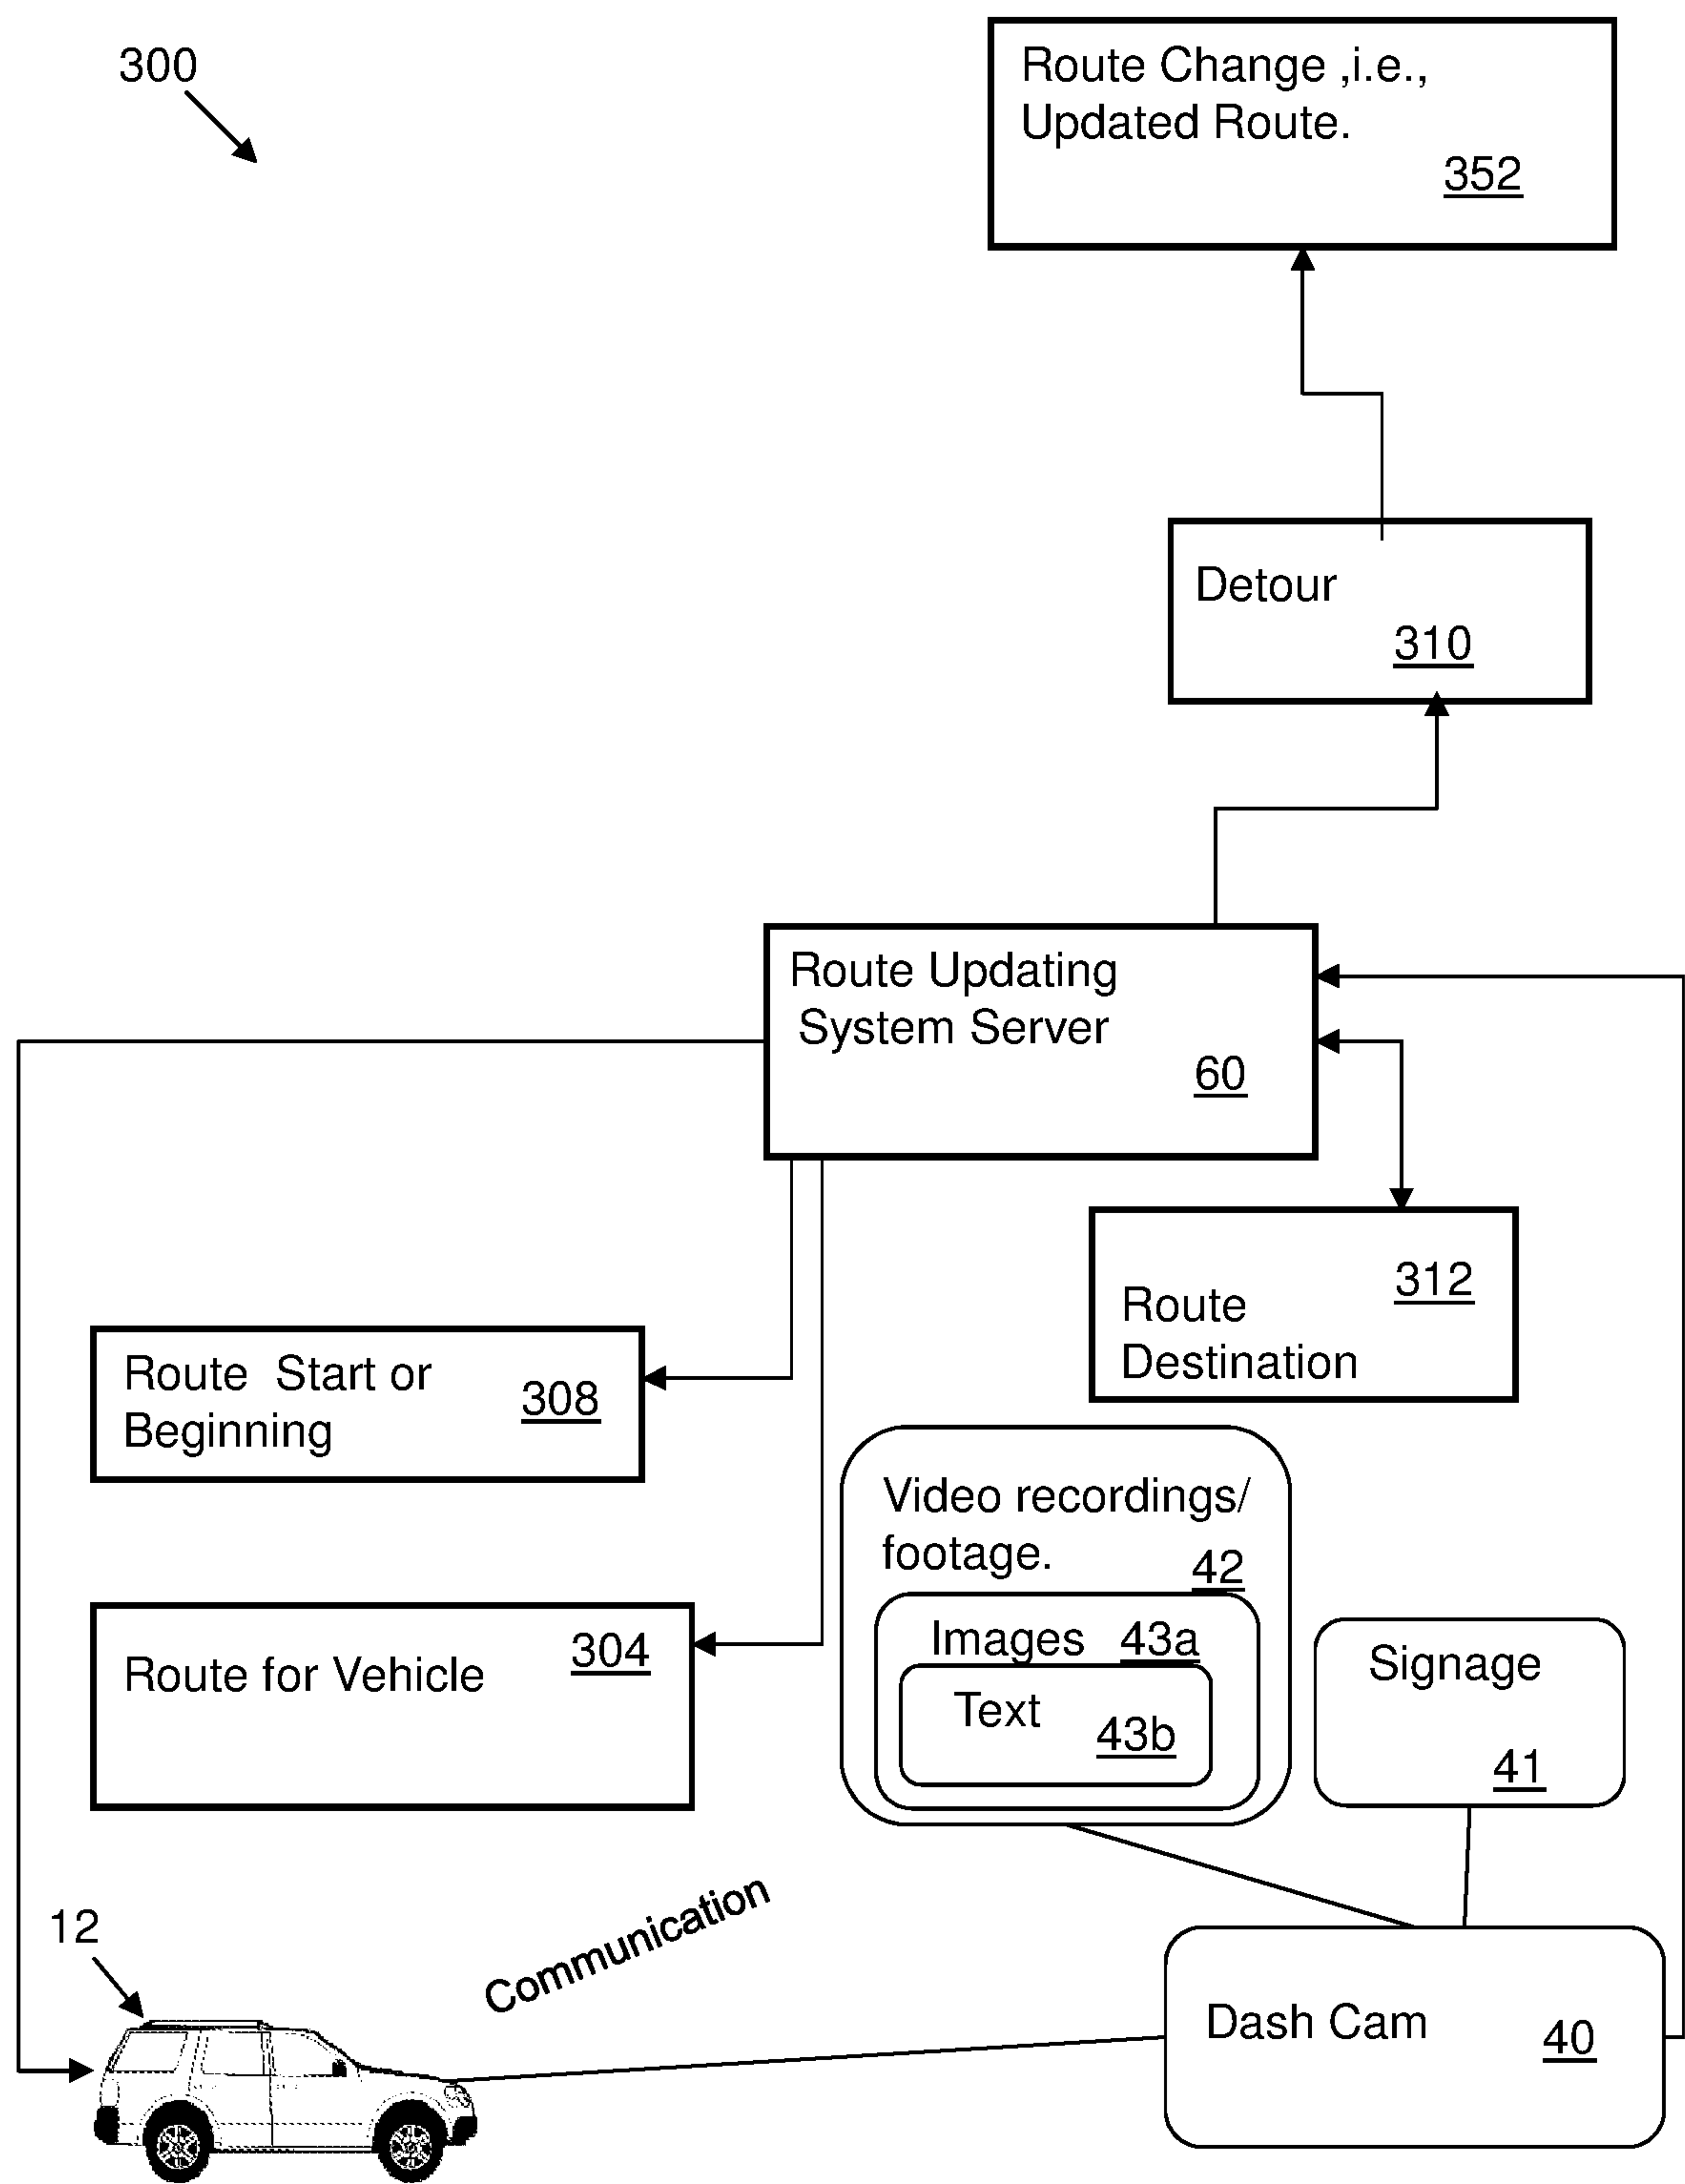 300
Route Change ,i.e.,
Updated Route.
352
Detour
310
Route Updating
System Server
60
312
Route
Destination
Route  Start or
308
Beginning
Video recordings/
footage.
42
Images 43a
Text
43b
304
Route for Vehicle
Signage
41
Communication
12
Dash Cam
40